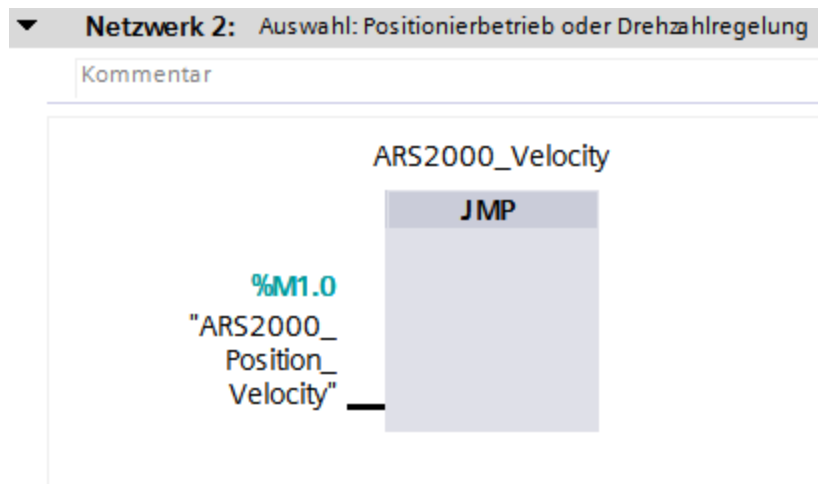 Netzwerk 2: Auswahl: Positionierbetrieb oder Drehzahlregelung
Kommentar
ARS2000_Velocity
JMP
%M1.0
"ARS2000_
Position_
Velocity"